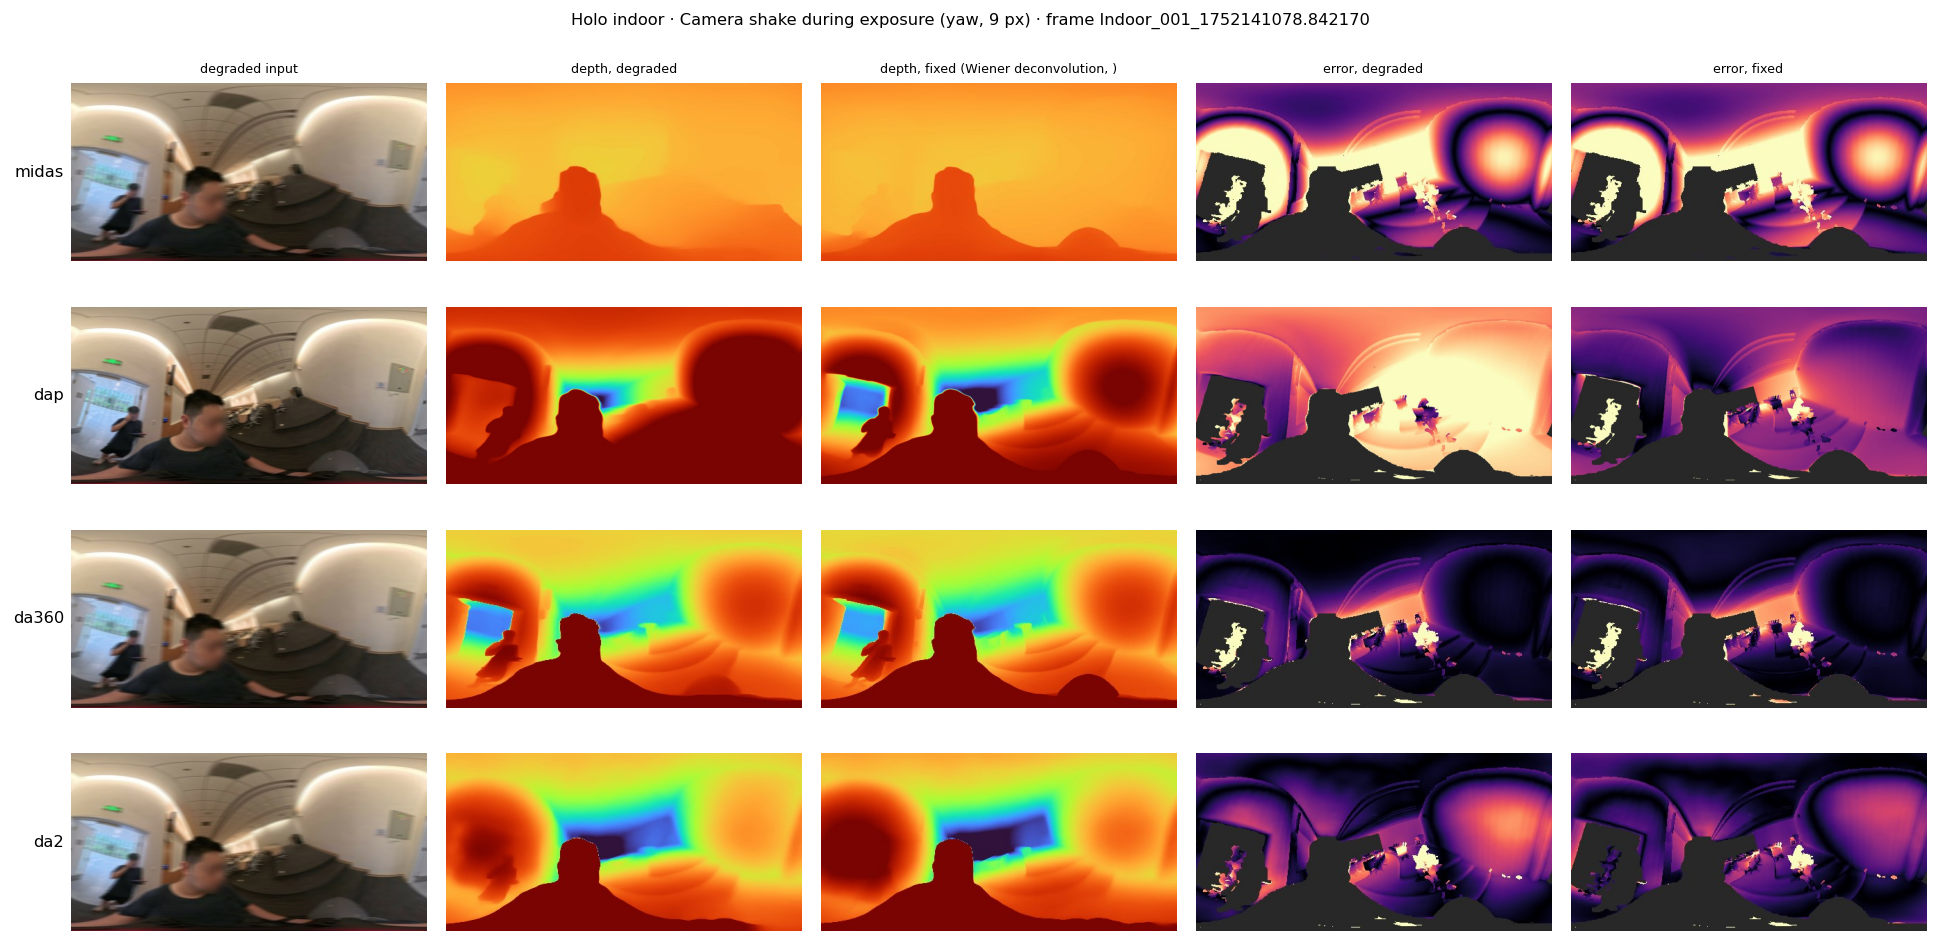 Holo indoor · Camera shake during exposure (yaw, 9 px) · frame Indoor_001_1752141078.842170
degraded input
depth, degraded
depth, fixed (Wiener deconvolution, )
error, degraded
error, fixed
midas
dap
da360
da2